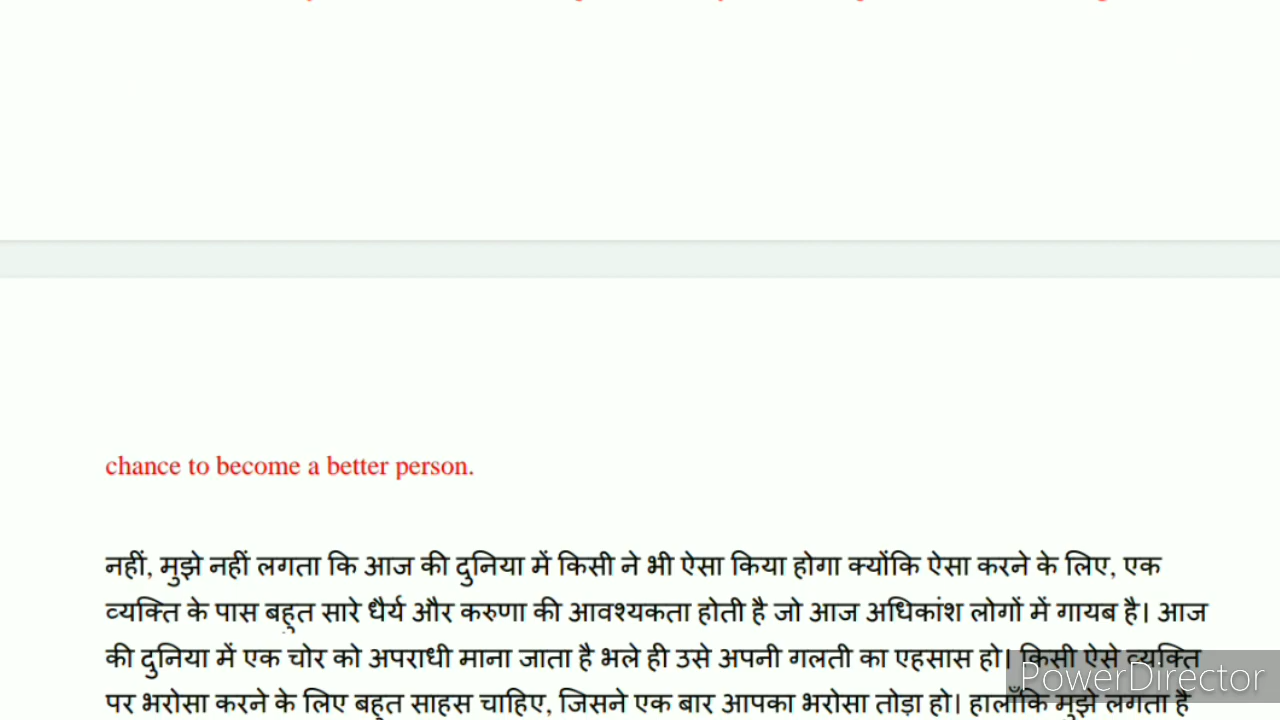 chance to become a better person.
नहीं, मुझे नहीं लगता कि आज की दुनिया में किसी ने भी ऐसा किया होगा क्योंकि ऐसा करने के लिए, एक
व्यक्ति के पास बहुत सारे धैर्य और करुणा की आवश्यकता होती है जो आज अधिकांश लोगों में गायब है। आज
की दुनिया में एक चोर को अपराधी माना जाता है भले ही उसे अपनी गलती का एहसास हो। किसी ऐसे व्यक्ति
पर भरोसा करने के लिए बहुत साहस चाहिए, जिसने एक बार आपका भरोसा तोड़ा हो। हालाँकि मुझे लगता है
PowerDirector